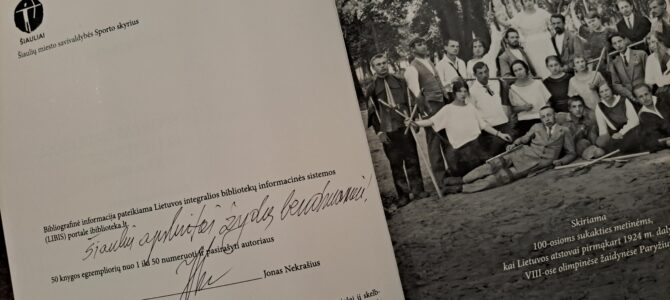 ŠIAULIAI
Šiaulių miesto savivaldybės Sporto skyrius
Bibliografinė informacija pateikiama Lietuvos integralios bibliotekų informacinės sistemos
(LIBIS) portale ibiblioteka.lt
Šiaulių apskrities žydų bendruomenei!
50 knygos egzempliorių nuo 1 iki 50 numeruoti ir pasirašyti autoriaus
Jonas Nekrašius
Skiriama
100-osioms sukakties metinėms,
kai Lietuvos atstovai pirmąkart 1924 m. daly
VIII-ose olimpinėse žaidynėse Paryžiu